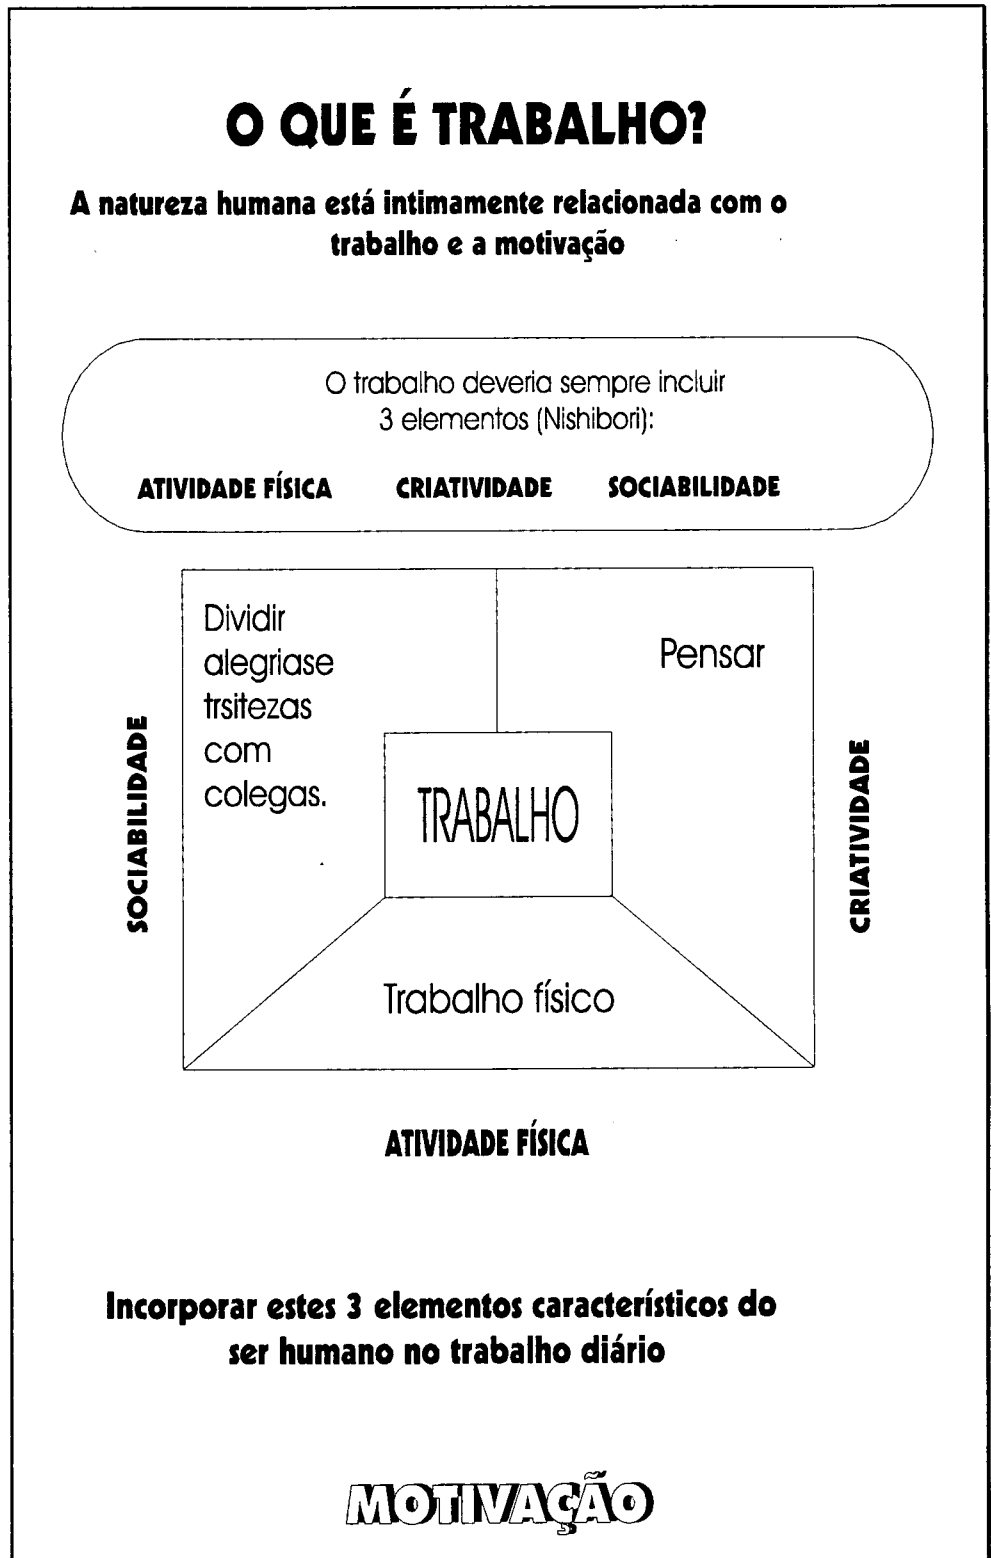 O QUE É TRABALHO?
A natureza humana está intimamente relacionada com o
trabalho e a motivação
O trabalho deveria sempre incluir
3 elementos (Nishibori):
ATIVIDADE FÍSICA CRIATIVIDADE SOCIABILIDADE
Dividir
alegriase
trsitezas
com
colegas.
Pensar
SOCIABILIDADE
TRABALHO
CRIATIVIDADE
Trabalho físico
ATIVIDADE FÍSICA
Incorporar estes 3 elementos característicos do
ser humano no trabalho diário
MOTIVAÇÃO